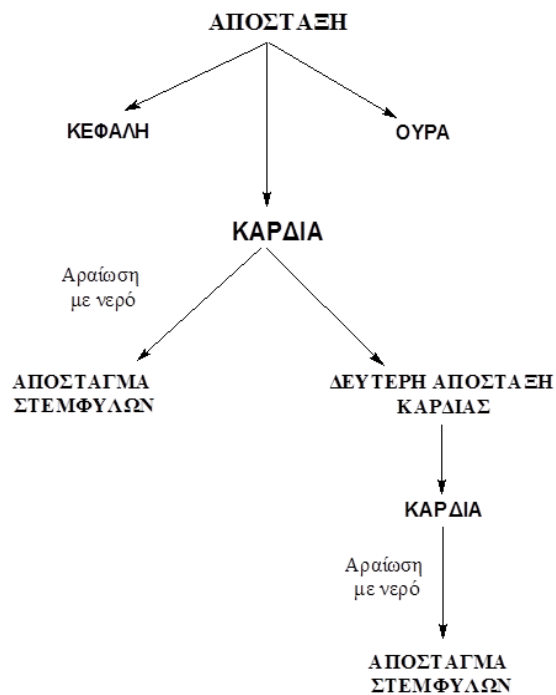 ΑΠΟΣΤΑΞΗ
ΚΕΦΑΛΗ
ΟΥΡΑ
ΚΑΡΔΙΑ
Αραίωση
με νερό
ΑΠΟΣΤΑΓΜΑ
ΣΤΕΜΦΥΛΩΝ
ΔΕΥΤΕΡΗ ΑΠΟΣΤΑΞΗ
ΚΑΡΔΙΑΣ
ΚΑΡΔΙΑ
Αραίωση
με νερό
ΑΠΟΣΤΑΓΜΑ
ΣΤΕΜΦΥΛΩΝ